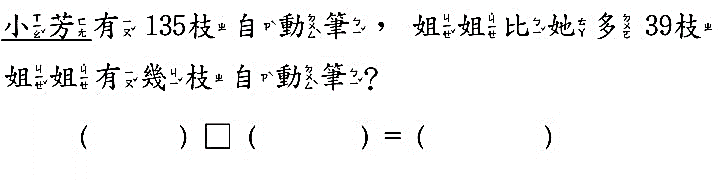 小芳有 135枝自動筆，姐姐比她多 39枝
姐姐有幾枝自動筆?
(　　　) □ (　　　) = (　　　)